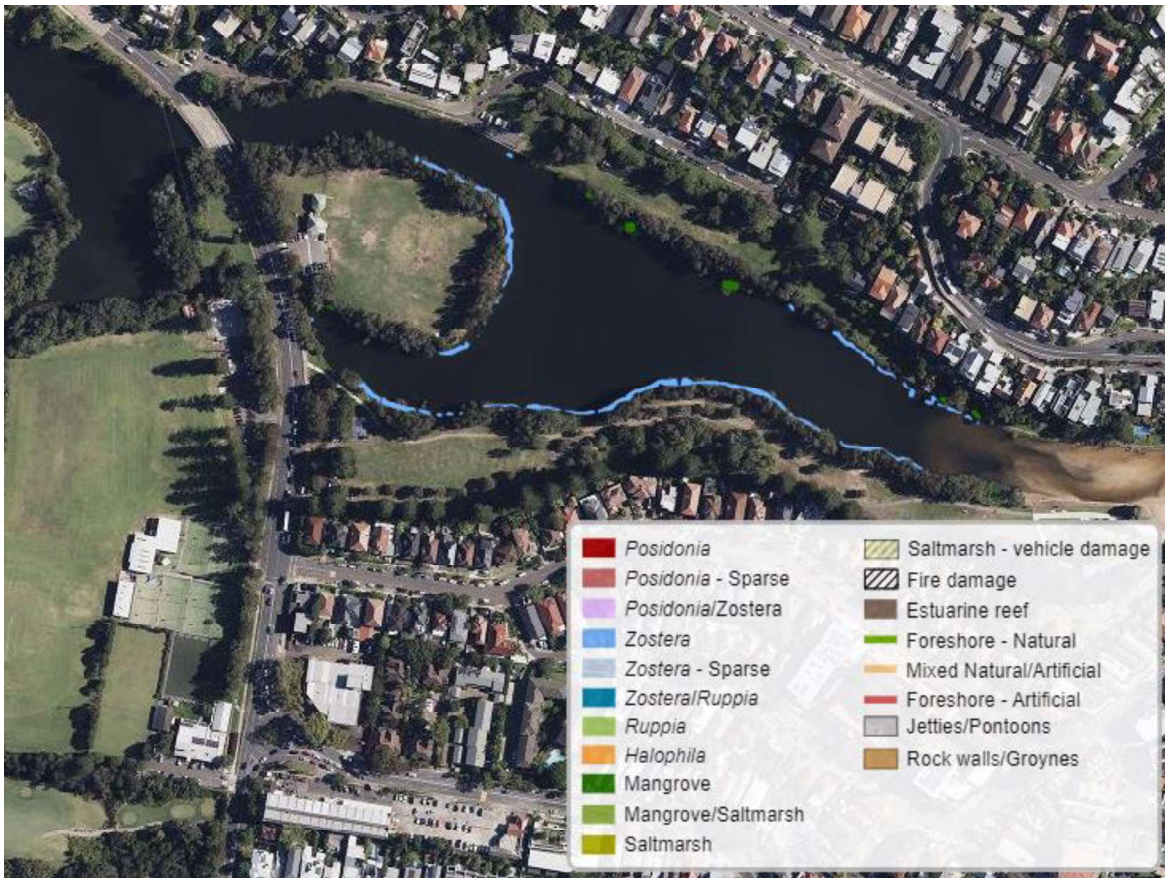 Posidonia
Posidonia - Sparse
Posidonia/Zostera
Zostera
Zostera - Sparse
Zostera/Ruppia
Ruppia
Halophila
Mangrove
Mangrove/Saltmarsh
Saltmarsh
Saltmarsh - vehicle damage
Fire damage
Estuarine reef
Foreshore - Natural
Mixed Natural/Artificial
Foreshore - Artificial
Jetties/Pontoons
Rock walls/Groynes